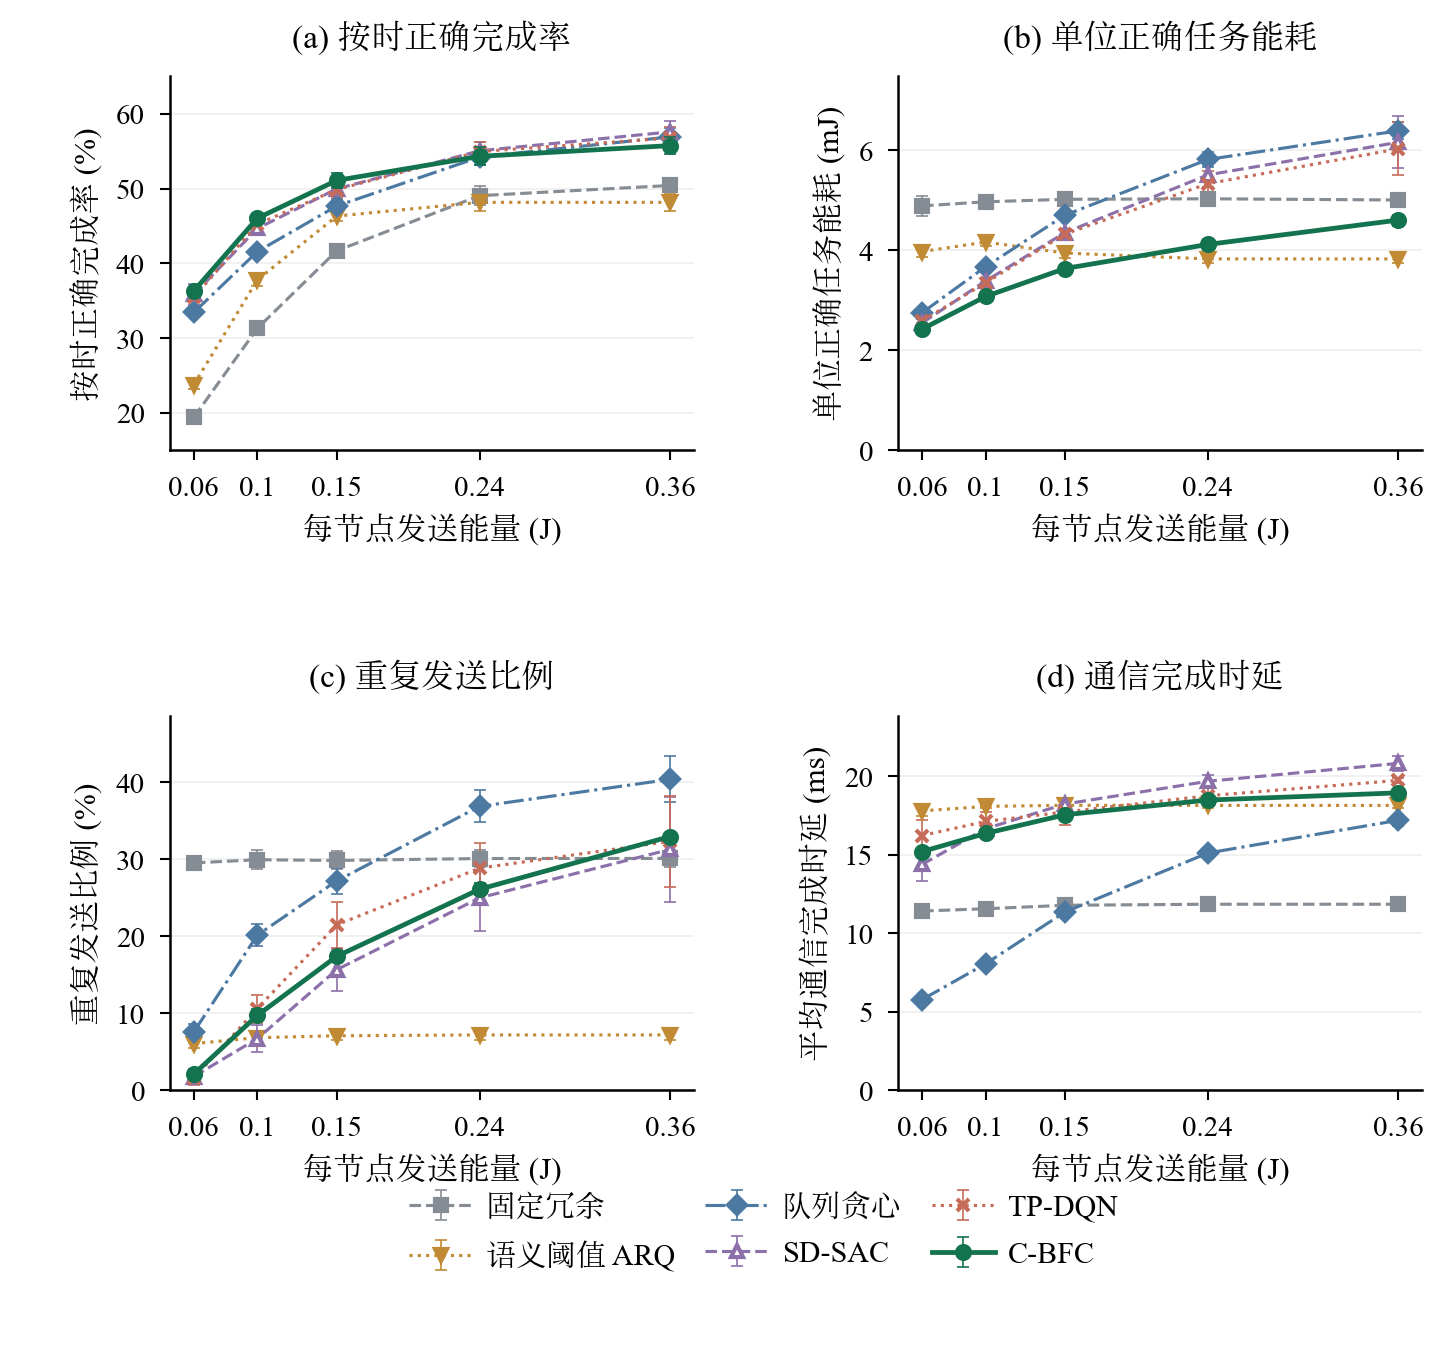 (a) 按时正确完成率
(b) 单位正确任务能耗
按时正确完成率 (%)
60
50
40
30
20
0.06 0.1 0.15 0.24 0.36
每节点发送能量 (J)
单位正确任务能耗 (mJ)
6
4
2
0
0.06 0.1 0.15 0.24 0.36
每节点发送能量 (J)
(c) 重复发送比例
(d) 通信完成时延
重复发送比例 (%)
40
30
20
10
0
0.06 0.1 0.15 0.24 0.36
每节点发送能量 (J)
平均通信完成时延 (ms)
20
15
10
5
0
0.06 0.1 0.15 0.24 0.36
每节点发送能量 (J)
固定冗余
队列贪心
TP-DQN
语义阈值 ARQ
SD-SAC
C-BFC